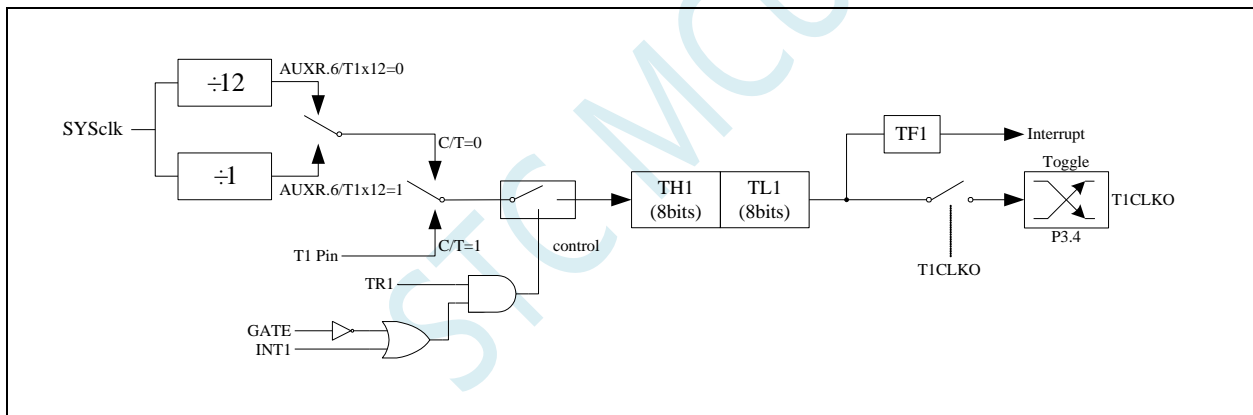 ÷12
AUXR.6/T1x12=0
SYSclk
÷1
AUXR.6/T1x12=1
C/T=0
C/T=1
T1 Pin
control
TR1
GATE
INT1
TH1
(8bits)
TL1
(8bits)
TF1
Interrupt
Toggle
T1CLKO
P3.4
T1CLKO
STC MCU